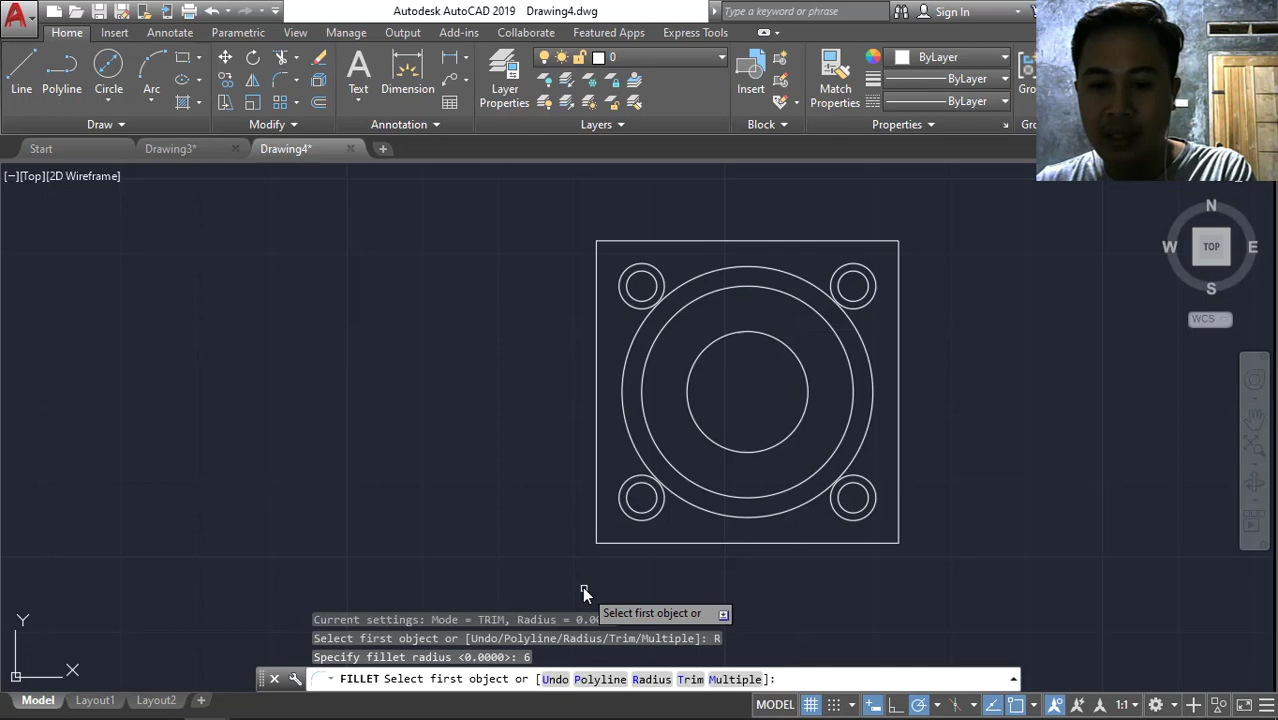 Autodesk AutoCAD 2019 Drawing4.dwg
Type a keyword or phrase
Sign In
Home Insert Annotate Parametric View Manage Output Add-ins Collaborate Featured Apps Express Tools
0
ByLayer
ByLayer
ByLayer
Line Polyline Circle Arc
Text Dimension
Layer Properties
Insert
Match Properties
Draw Modify Annotation Layers Block Properties
Start Drawing3* Drawing4*
[−][Top][2D Wireframe]
N
W TOP E
S
WCS
Select first object or
Y
X
Current settings: Mode = TRIM, Radius = 0.00
Select first object or [Undo/Polyline/Radius/Trim/Multiple]: R
Specify fillet radius <0.0000>: 6
FILLET Select first object or [Undo Polyline Radius Trim Multiple]:
Model Layout1 Layout2
MODEL 1:1